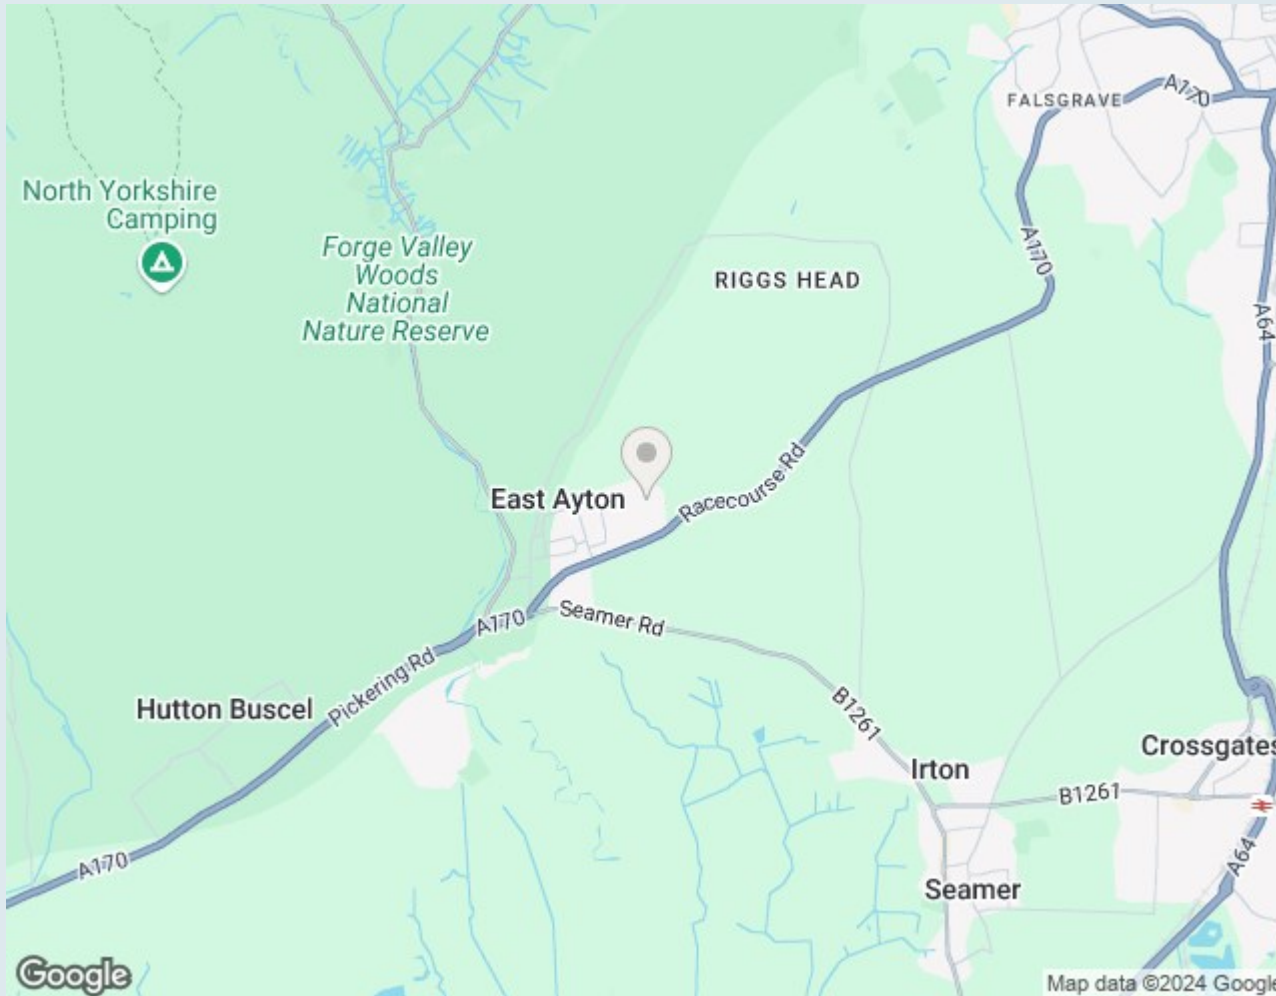 FALSGRAVE
A170
North Yorkshire
Camping
Forge Valley
Woods
National
Nature Reserve
RIGGS HEAD
A170
A64
East Ayton
Racecourse Rd
A170
Seamer Rd
Pickering Rd
Hutton Buscel
B1261
Irton
Crossgates
B1261
A170
A64
Seamer
Google
Map data ©2024 Google